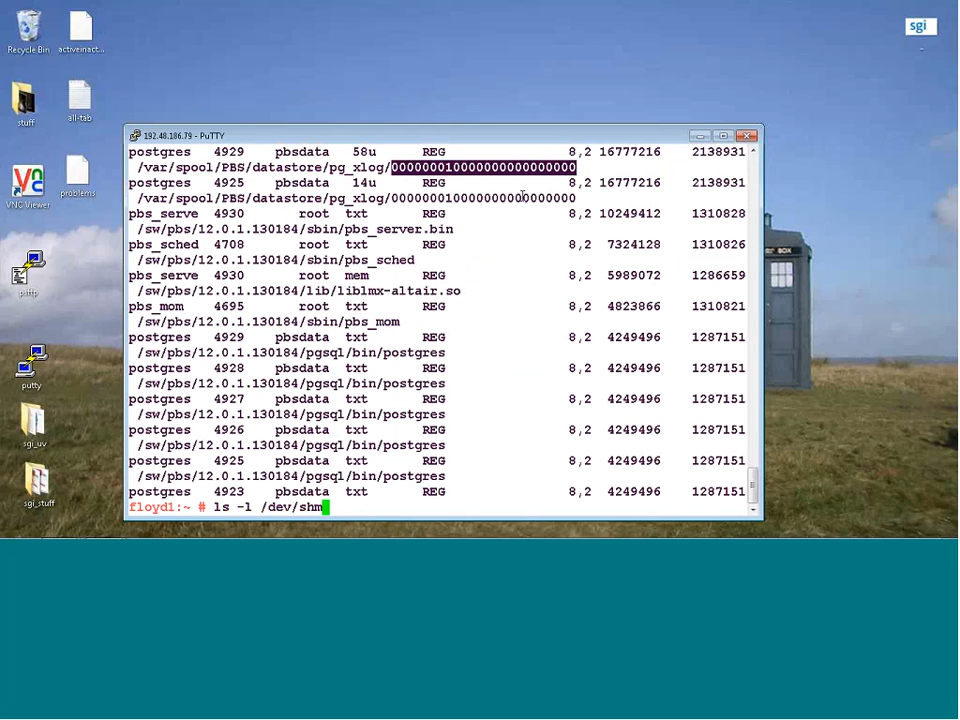 Recycle Bin
activeinact...
sgi
stuff
all-tab
VNC Viewer
problems
psftp
putty
sgi_uv
sgi_stuff
192.48.186.79 - PuTTY
postgres 4929 pbsdata 58u REG 8,2 16777216 2138931
/var/spool/PBS/datastore/pg_xlog/000000010000000000000000
postgres 4925 pbsdata 14u REG 8,2 16777216 2138931
/var/spool/PBS/datastore/pg_xlog/000000010000000000000000
pbs_serve 4930 root txt REG 8,2 10249412 1310828
/sw/pbs/12.0.1.130184/sbin/pbs_server.bin
pbs_sched 4708 root txt REG 8,2 7324128 1310826
/sw/pbs/12.0.1.130184/sbin/pbs_sched
pbs_serve 4930 root mem REG 8,2 5989072 1286659
/sw/pbs/12.0.1.130184/lib/liblmx-altair.so
pbs_mom 4695 root txt REG 8,2 4823866 1310821
/sw/pbs/12.0.1.130184/sbin/pbs_mom
postgres 4929 pbsdata txt REG 8,2 4249496 1287151
/sw/pbs/12.0.1.130184/pgsql/bin/postgres
postgres 4928 pbsdata txt REG 8,2 4249496 1287151
/sw/pbs/12.0.1.130184/pgsql/bin/postgres
postgres 4927 pbsdata txt REG 8,2 4249496 1287151
/sw/pbs/12.0.1.130184/pgsql/bin/postgres
postgres 4926 pbsdata txt REG 8,2 4249496 1287151
/sw/pbs/12.0.1.130184/pgsql/bin/postgres
postgres 4925 pbsdata txt REG 8,2 4249496 1287151
/sw/pbs/12.0.1.130184/pgsql/bin/postgres
postgres 4923 pbsdata txt REG 8,2 4249496 1287151
floyd1:~ # ls -l /dev/shm